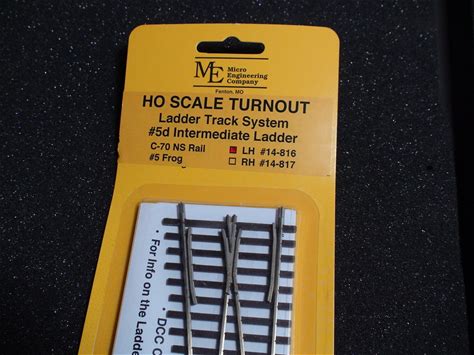 ME Micro
Engineering
Company
Fenton, MO
HO SCALE TURNOUT
Ladder Track System
#5d Intermediate Ladder
C-70 NS Rail LH #14-816
#5 Frog RH #14-817
• For Info on the Ladde
• DCC C